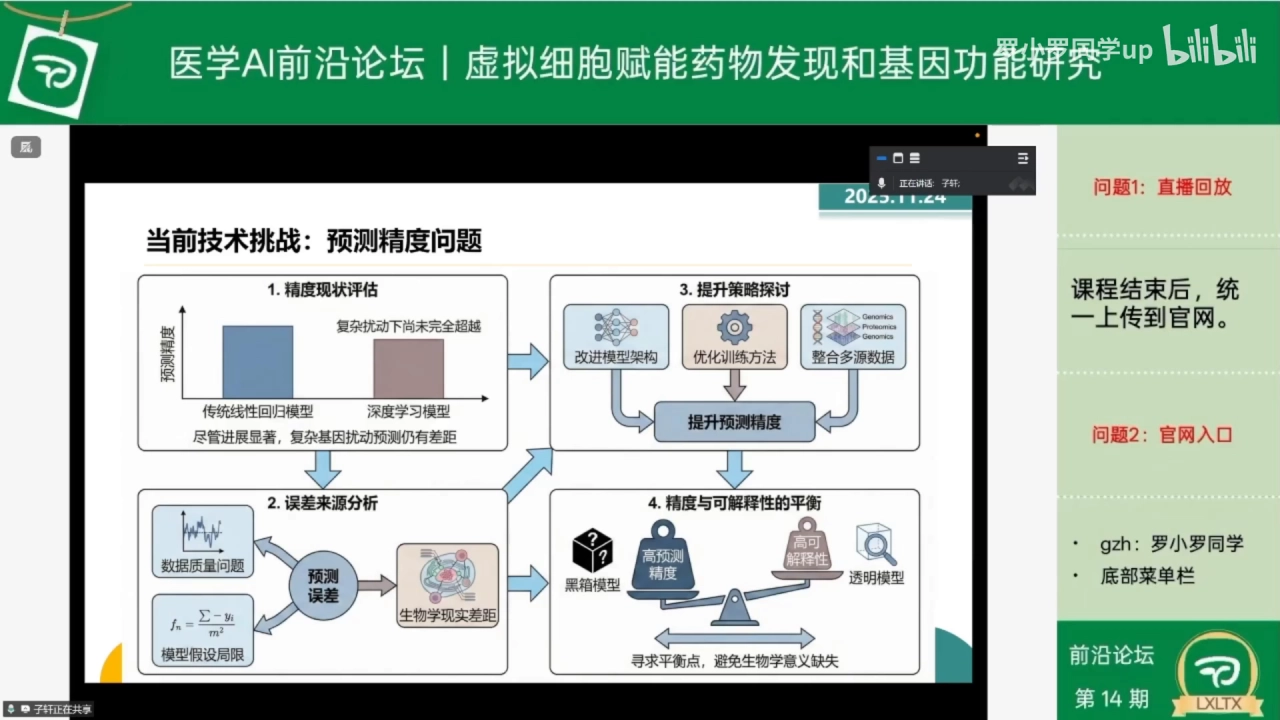 医学AI前沿论坛｜虚拟细胞赋能药物发现和基因功能研究
罗小罗同学up bilibili
正在讲话: 子轩;
2025.11.24
当前技术挑战：预测精度问题
1. 精度现状评估
预测精度
复杂扰动下尚未完全超越
传统线性回归模型
深度学习模型
尽管进展显著，复杂基因扰动预测仍有差距
3. 提升策略探讨
改进模型架构
优化训练方法
Genomics
Proteomics
Genomics
整合多源数据
提升预测精度
2. 误差来源分析
数据质量问题
预测
误差
生物学现实差距
fₙ = ∑ − yᵢ / m²
模型假设局限
4. 精度与可解释性的平衡
? ?
黑箱模型
高预测
精度
高可
解释性
透明模型
寻求平衡点，避免生物学意义缺失
问题1：直播回放
课程结束后，统
一上传到官网。
问题2：官网入口
• gzh：罗小罗同学
• 底部菜单栏
前沿论坛
第 14 期
LXLTX
子轩正在共享